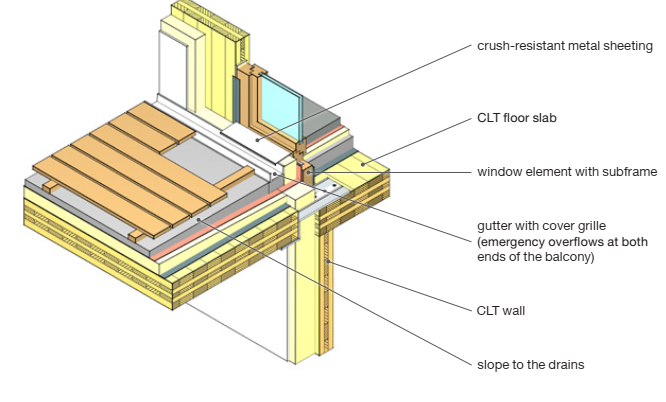 crush-resistant metal sheeting
CLT floor slab
window element with subframe
gutter with cover grille
(emergency overflows at both
ends of the balcony)
CLT wall
slope to the drains